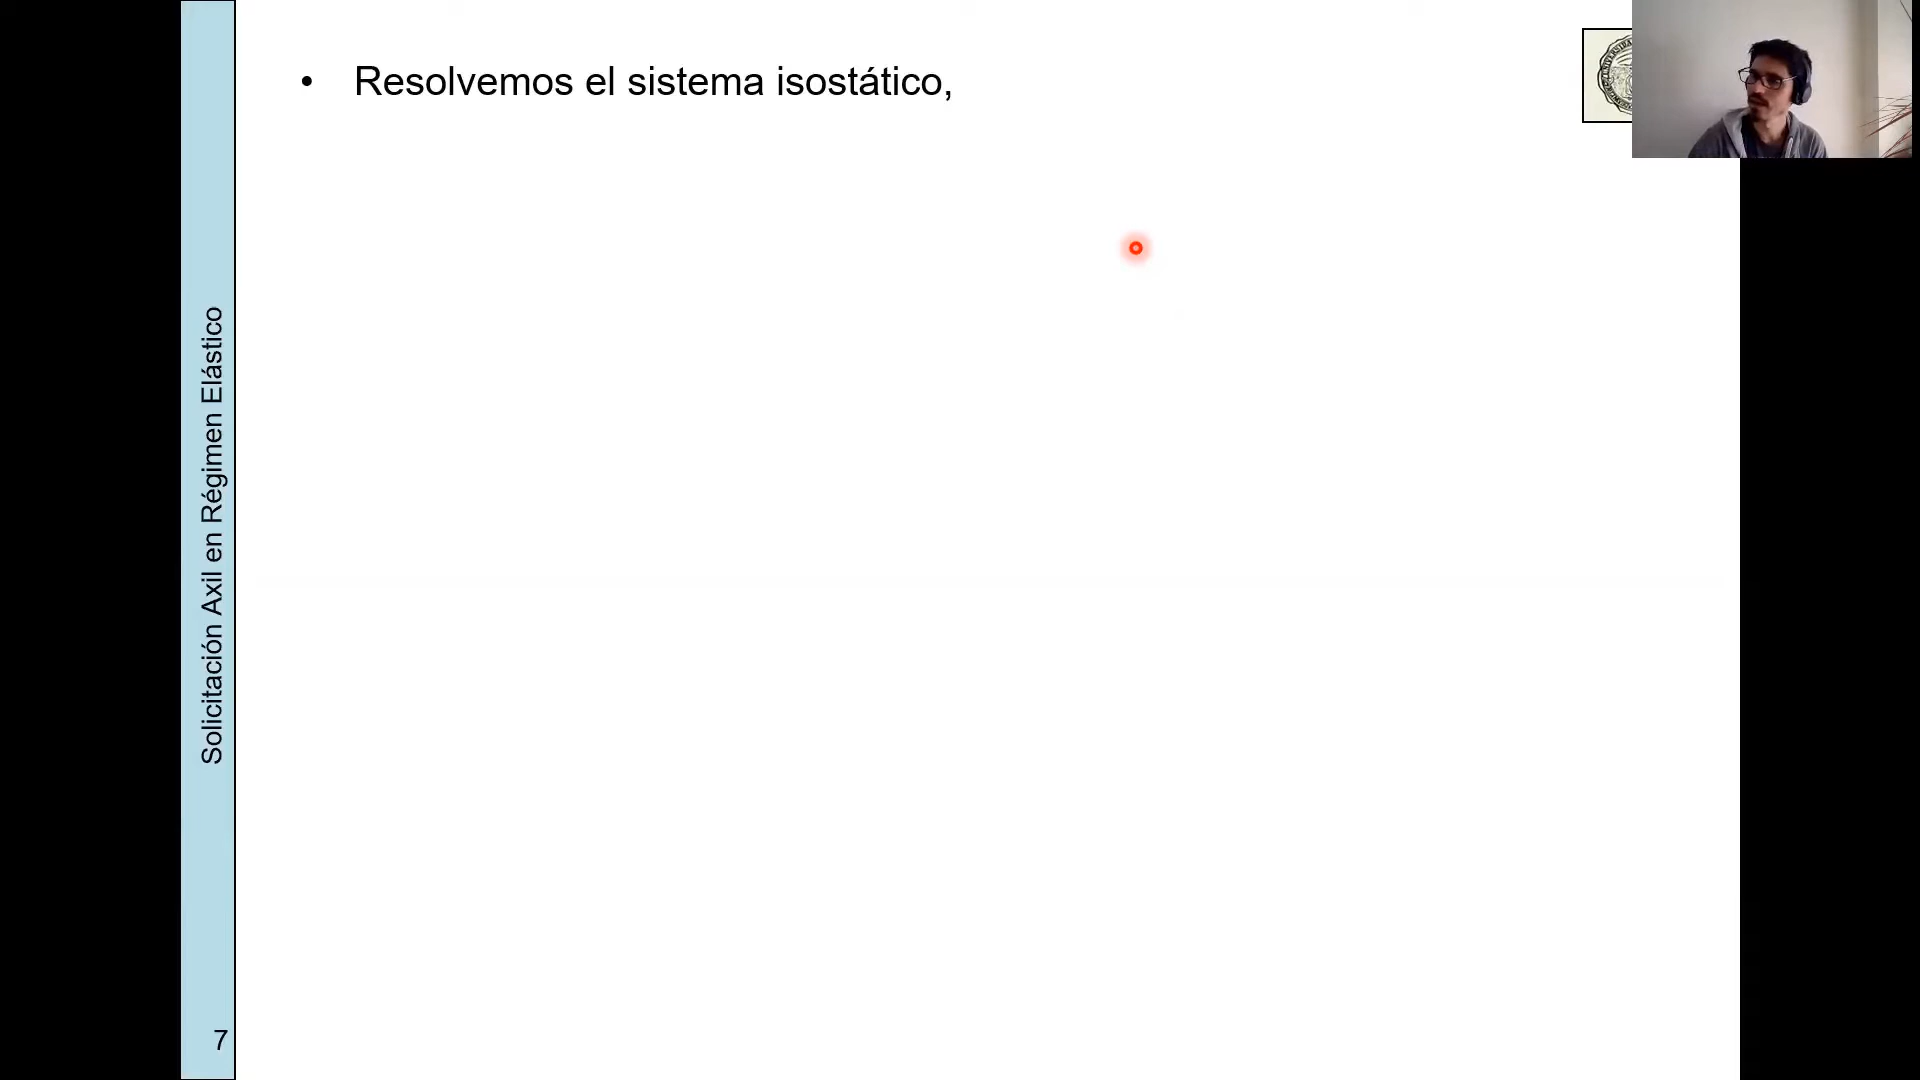 • Resolvemos el sistema isostático,
Solicitación Axil en Régimen Elástico
7